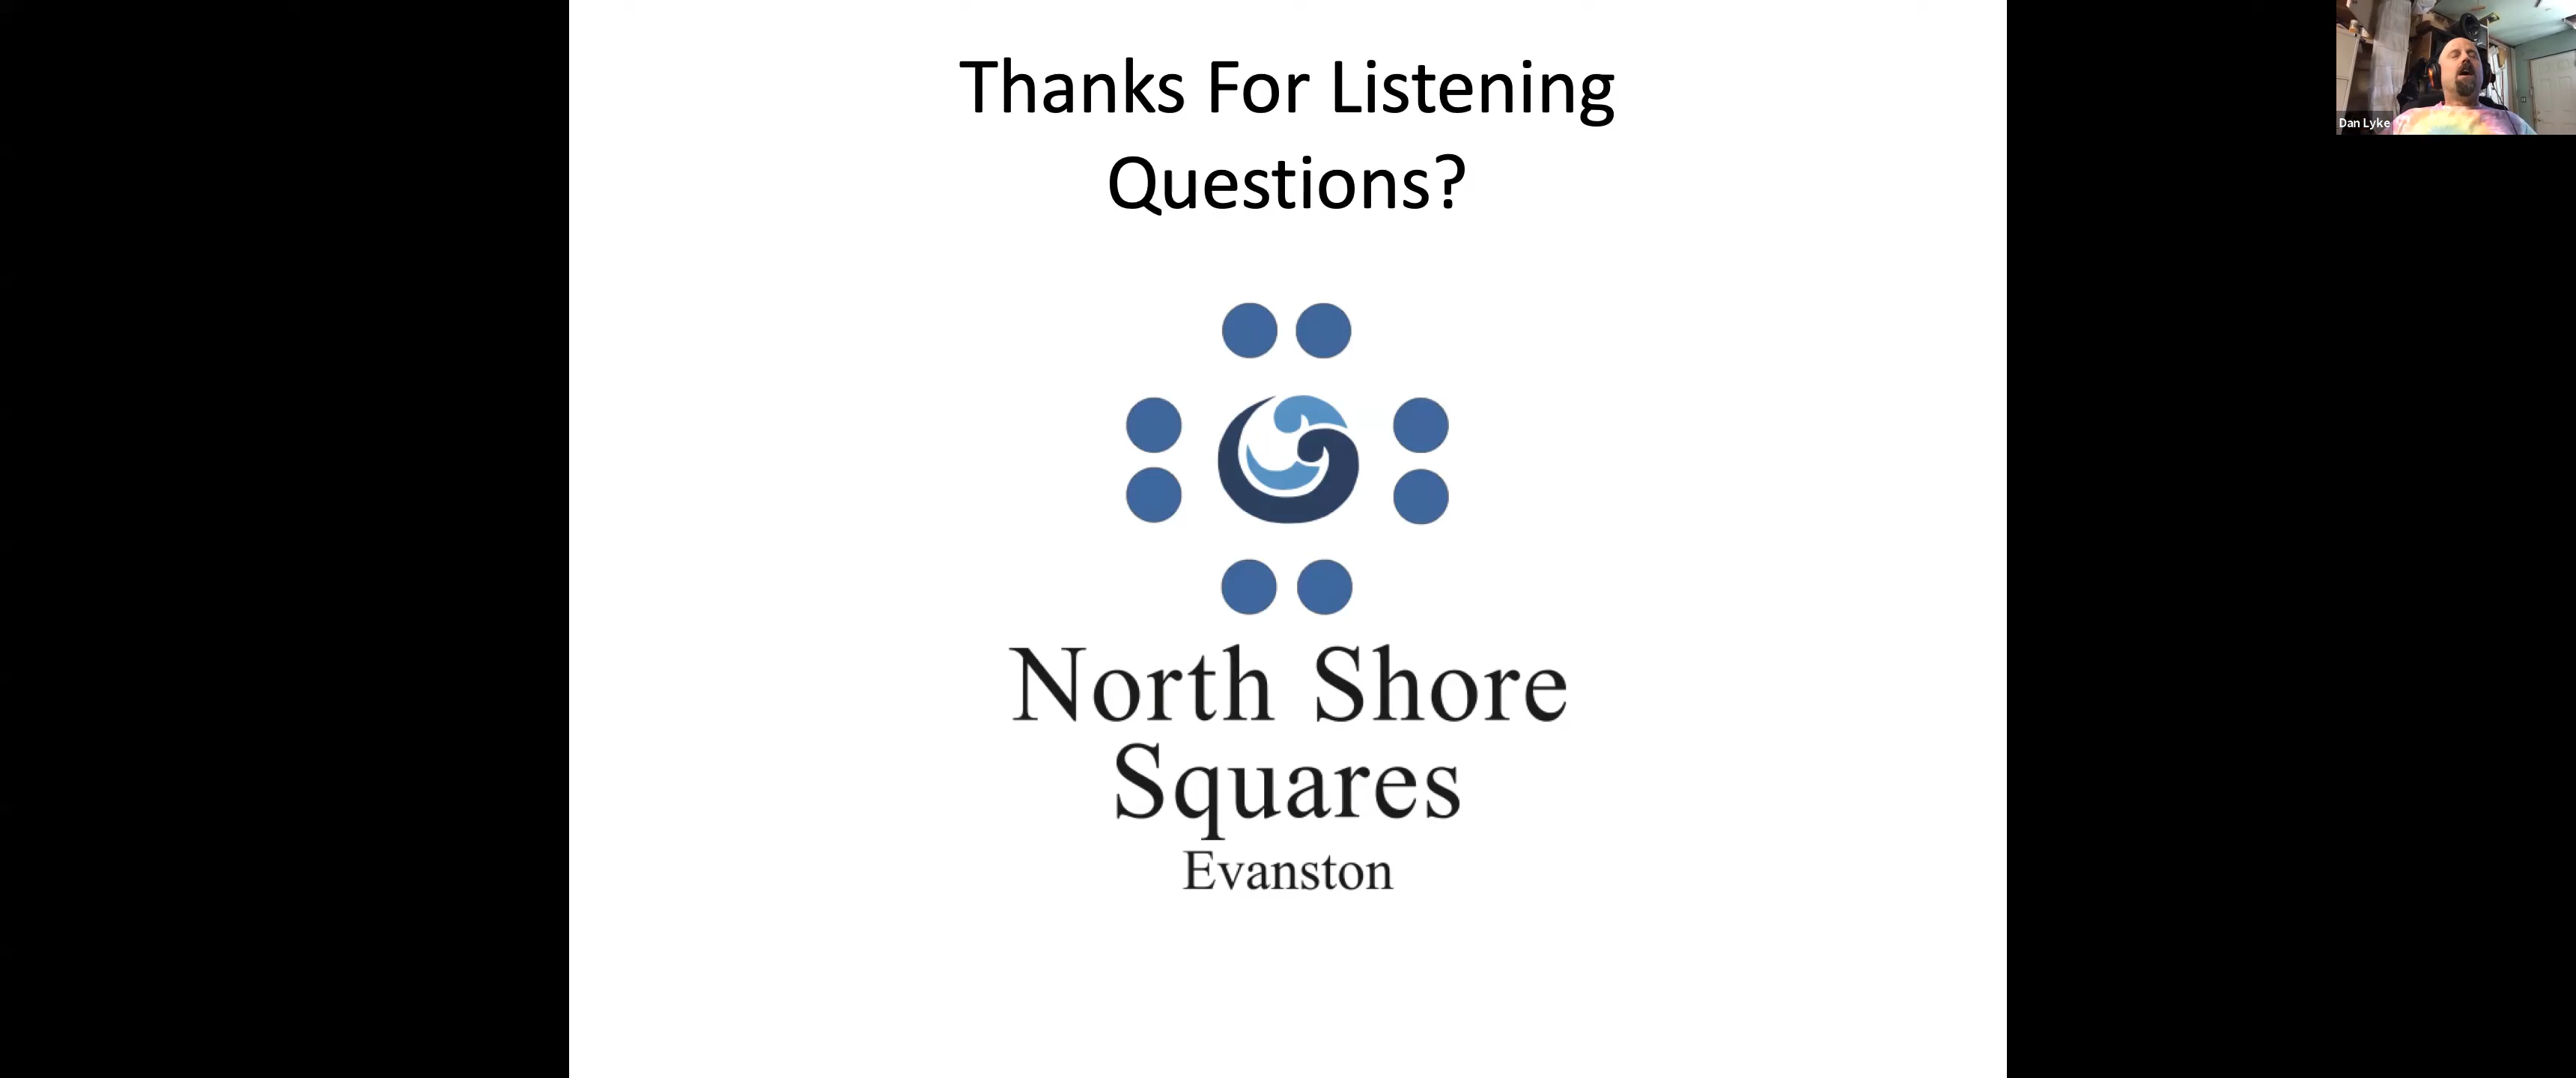 Thanks For Listening
Questions?
Dan Lyke
North Shore
Squares
Evanston